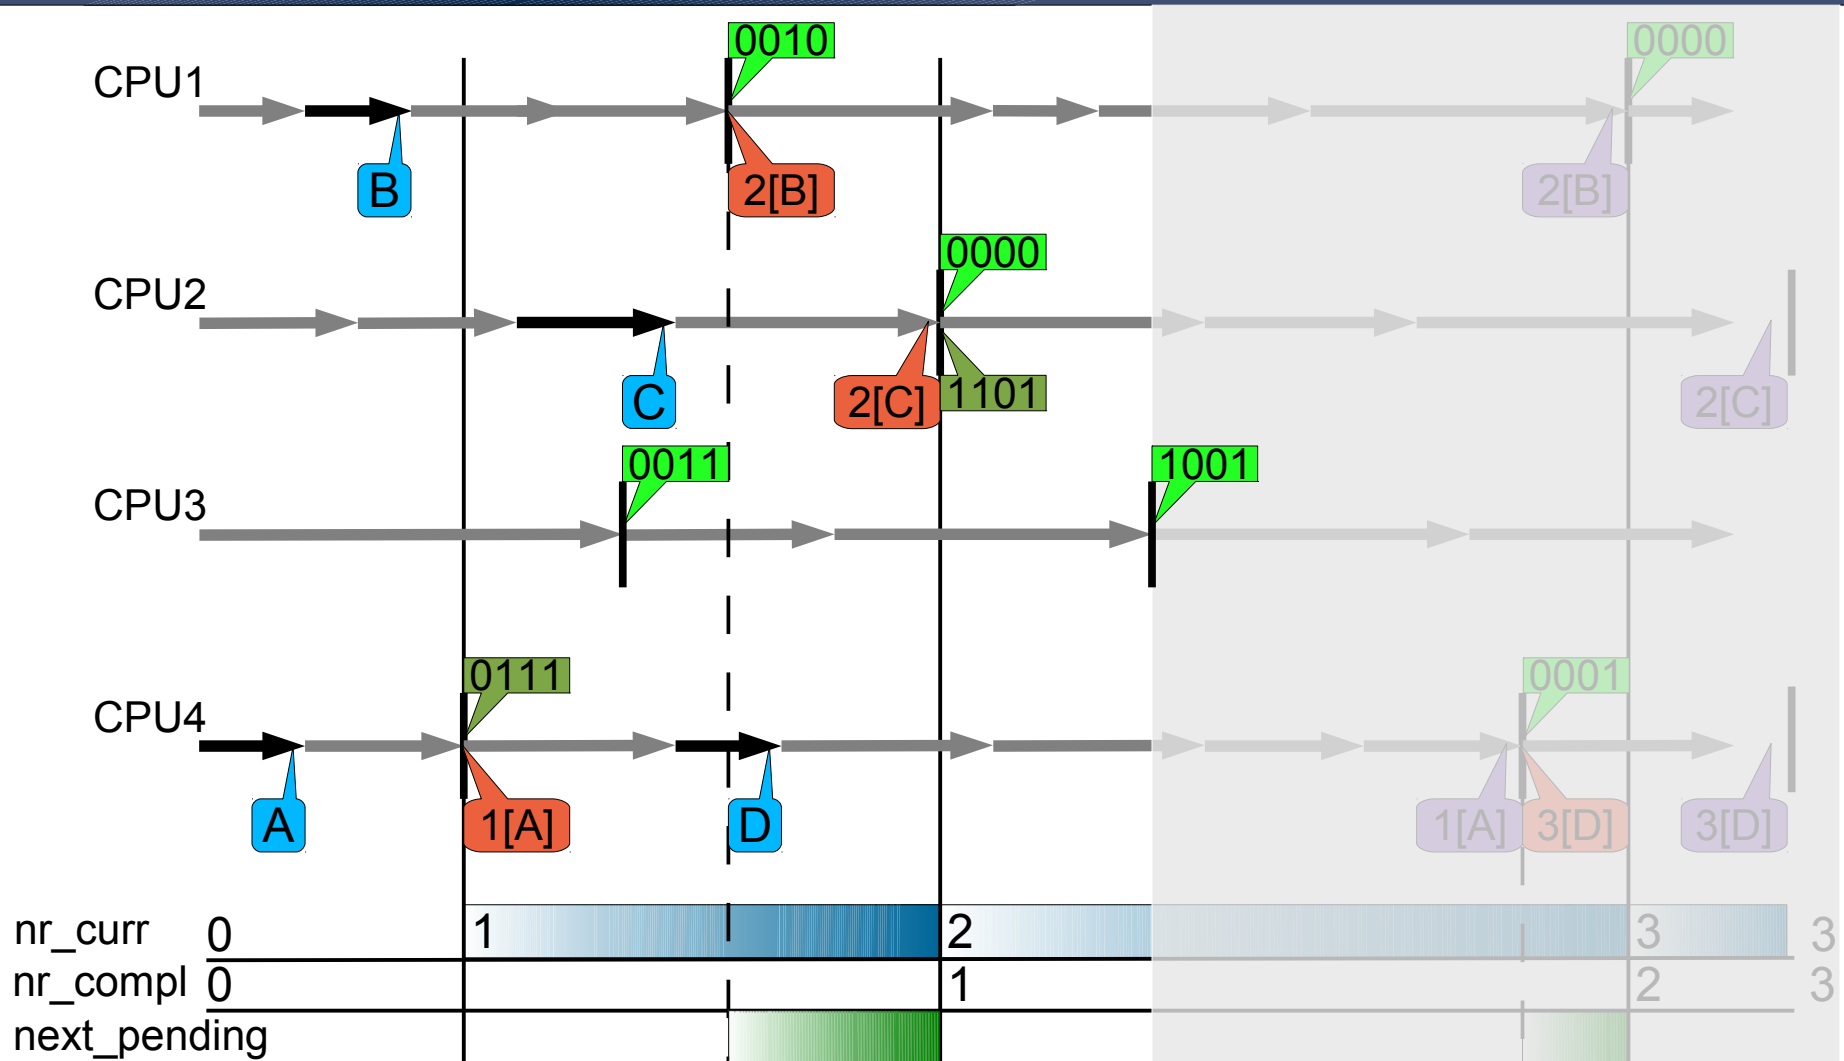 0010
0000
CPU1
B
2[B]
2[B]
0000
CPU2
C
2[C]
1101
2[C]
0011
1001
CPU3
0111
0001
CPU4
A
1[A]
D
1[A]
3[D]
3[D]
nr_curr 0 1 2 3 3
nr_compl 0 1 2 3
next_pending